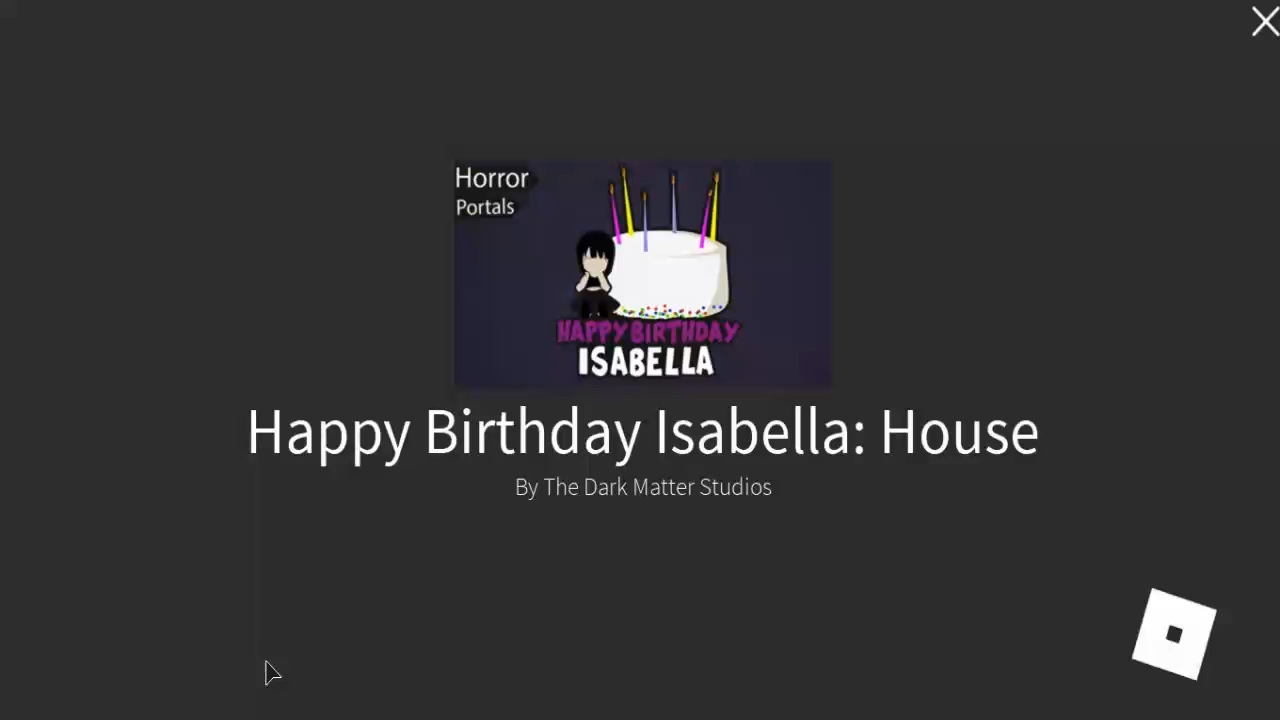 Horror
Portals
HAPPY BIRTHDAY
ISABELLA
Happy Birthday Isabella: House
By The Dark Matter Studios